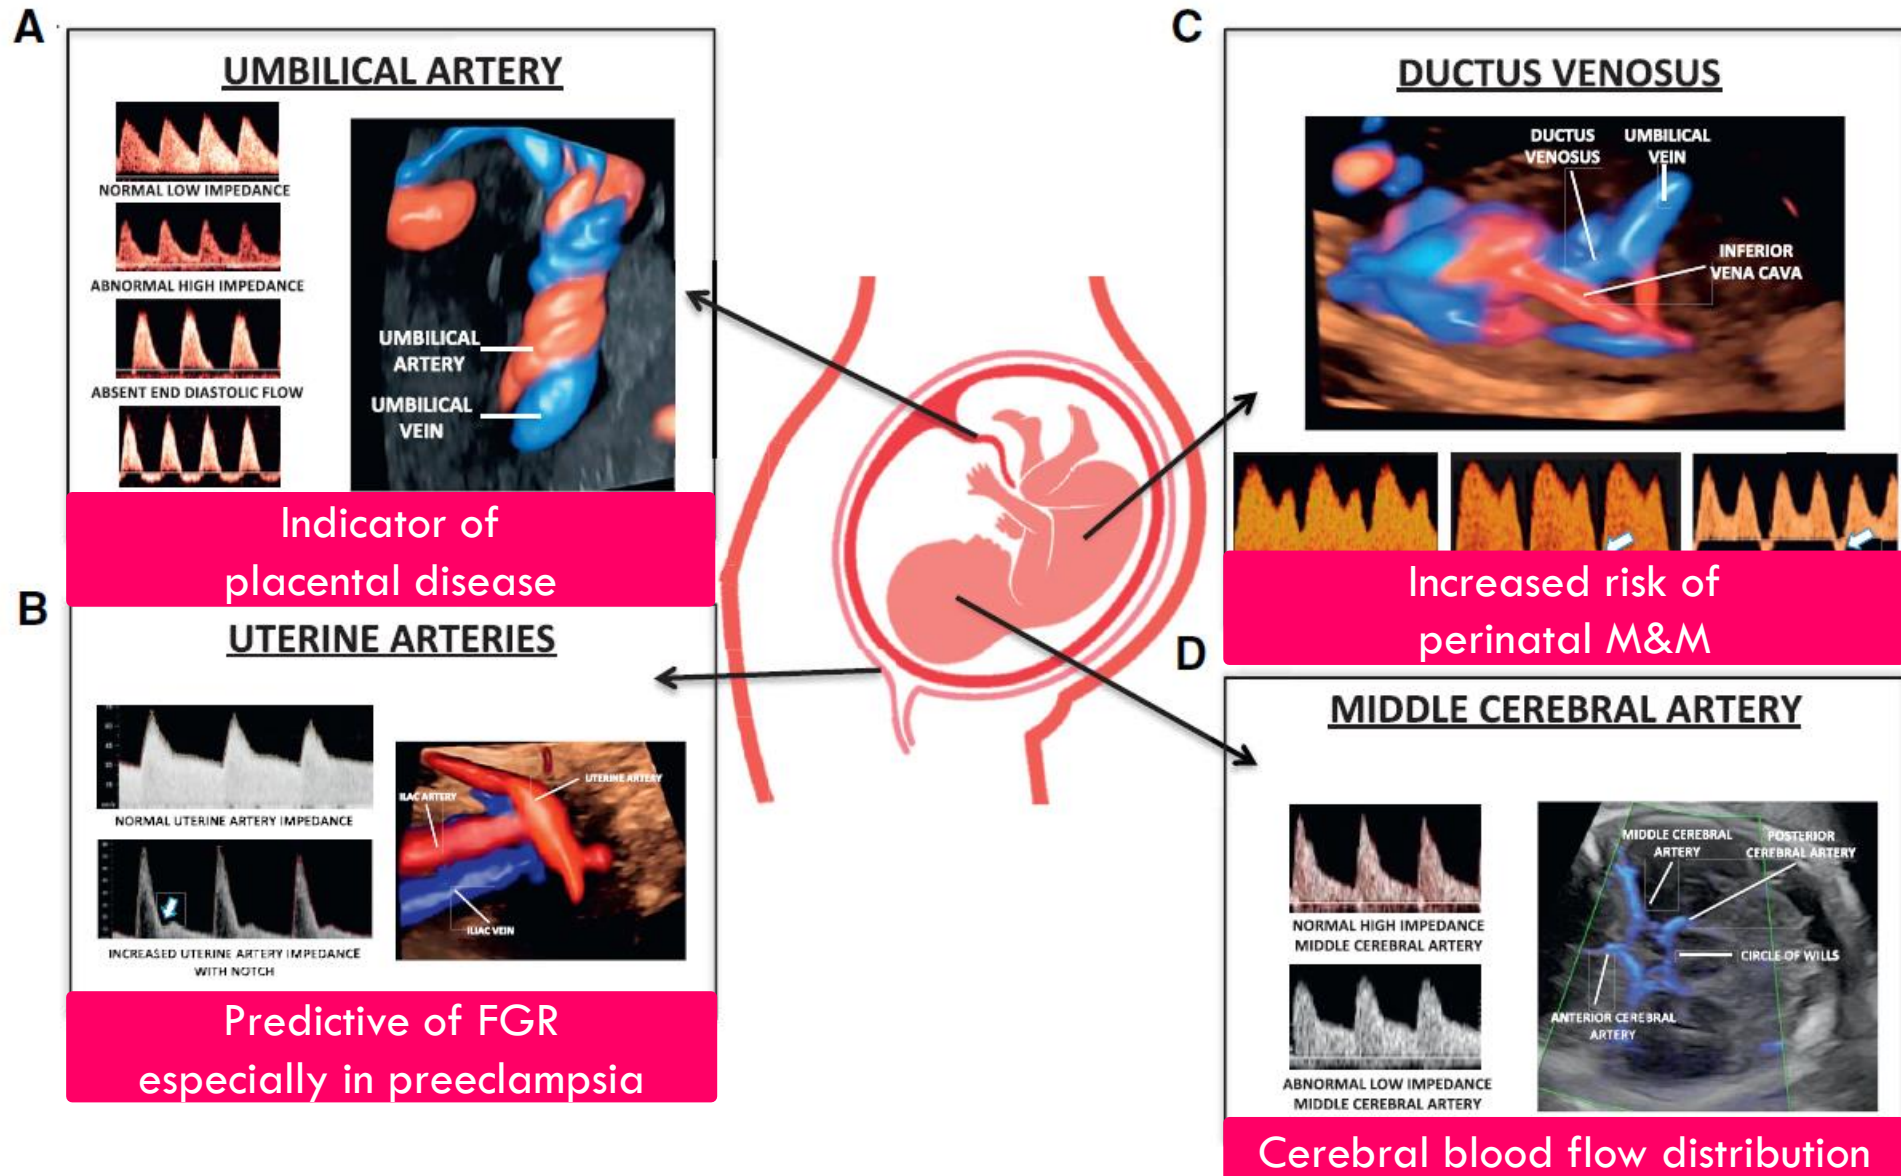 A
UMBILICAL ARTERY
NORMAL LOW IMPEDANCE
ABNORMAL HIGH IMPEDANCE
ABSENT END DIASTOLIC FLOW
UMBILICAL
ARTERY
UMBILICAL
VEIN
Indicator of
placental disease
B
UTERINE ARTERIES
NORMAL UTERINE ARTERY IMPEDANCE
INCREASED UTERINE ARTERY IMPEDANCE
WITH NOTCH
UTERINE ARTERY
ILAC ARTERY
ILIAC VEIN
Predictive of FGR
especially in preeclampsia
C
DUCTUS VENOSUS
DUCTUS
VENOSUS
UMBILICAL
VEIN
INFERIOR
VENA CAVA
Increased risk of
perinatal M&M
D
MIDDLE CEREBRAL ARTERY
NORMAL HIGH IMPEDANCE
MIDDLE CEREBRAL ARTERY
ABNORMAL LOW IMPEDANCE
MIDDLE CEREBRAL ARTERY
MIDDLE CEREBRAL
ARTERY
POSTERIOR
CEREBRAL ARTERY
CIRCLE OF WILLS
ANTERIOR CEREBRAL
ARTERY
Cerebral blood flow distribution